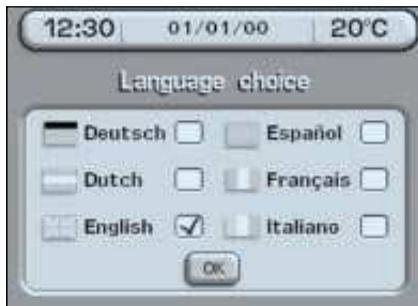 12:30 01/01/00 20°C
Language choice
Deutsch Español
Dutch Français
English Italiano
OK